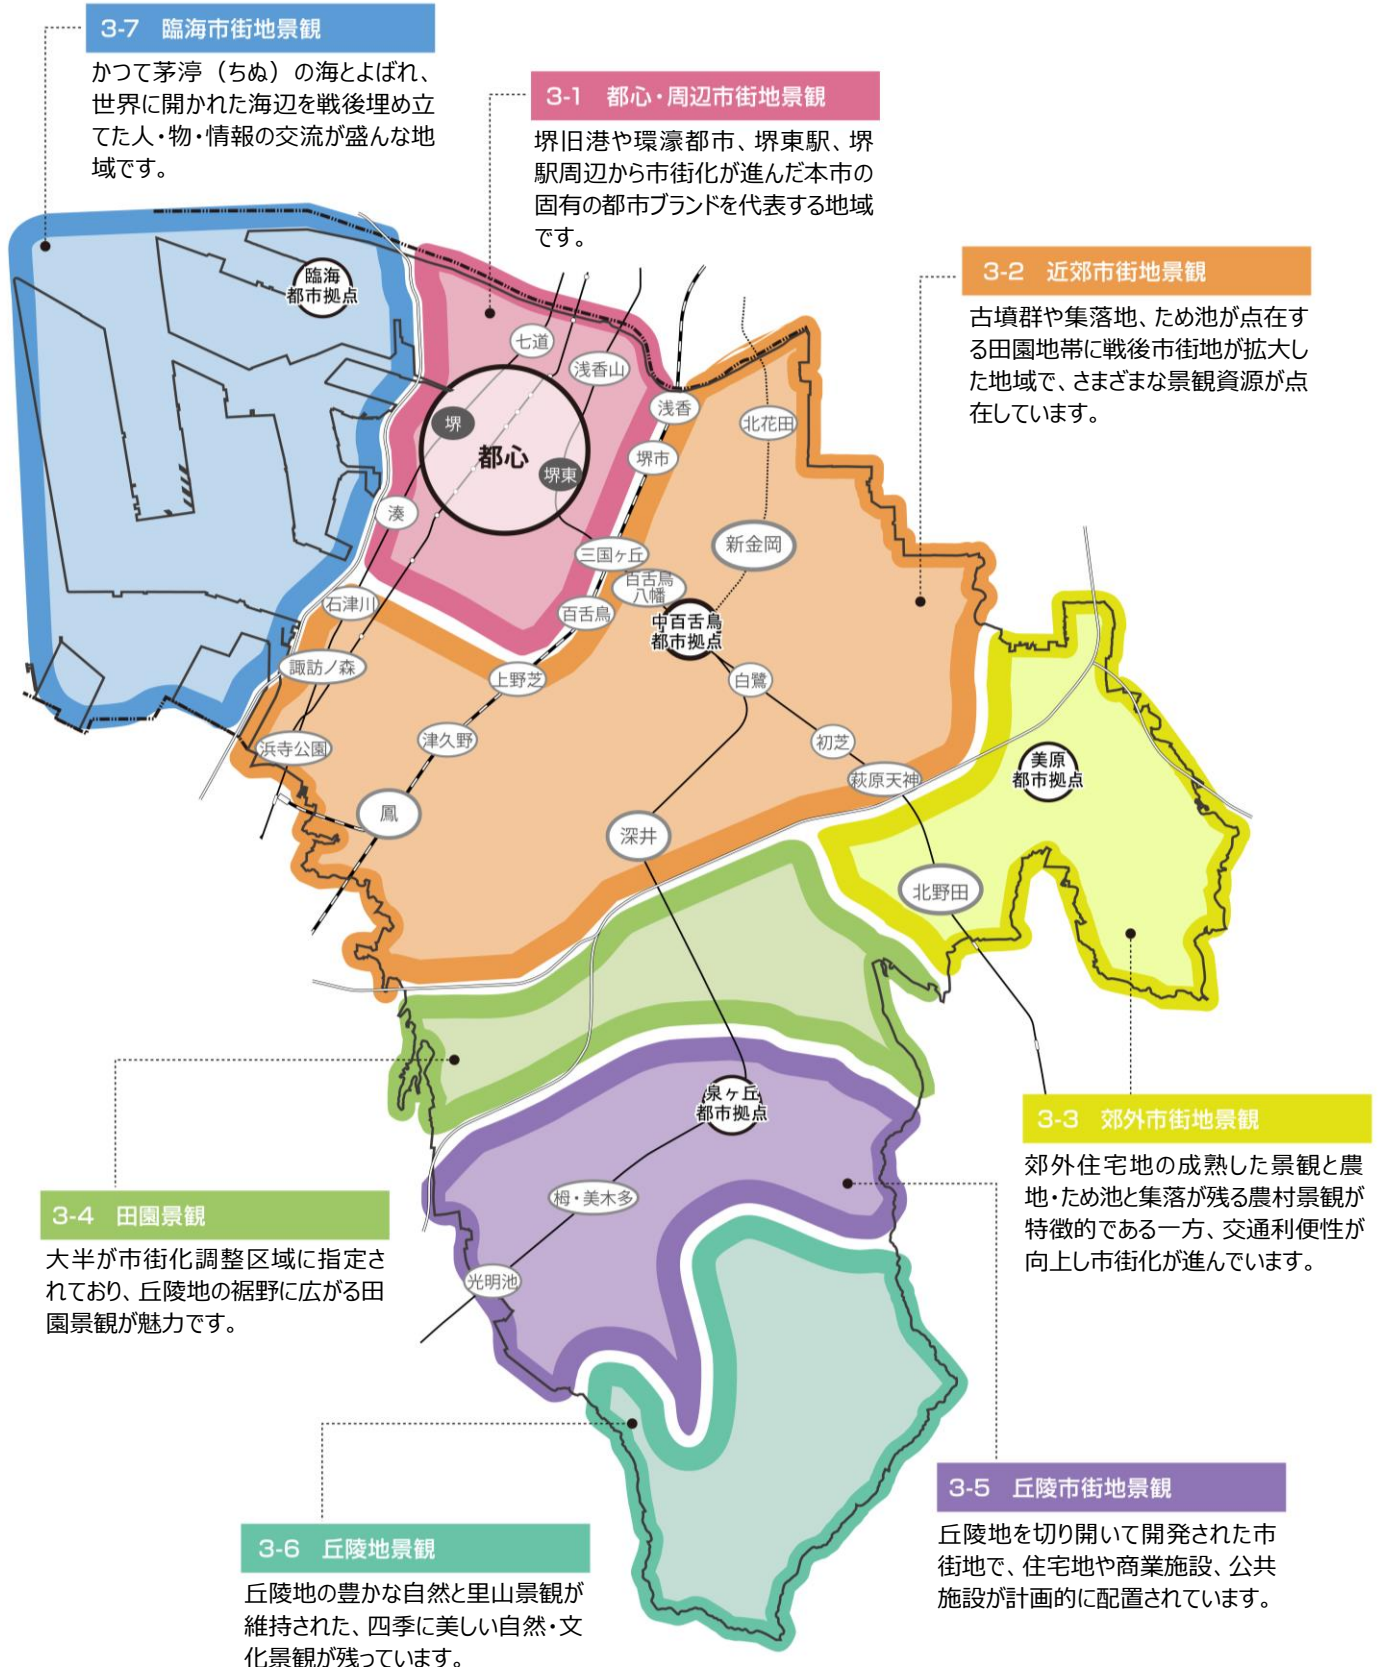 3-7 臨海市街地景観
かつて茅渟（ちぬ）の海とよばれ、
世界に開かれた海辺を戦後埋め立
てた人・物・情報の交流が盛んな地
域です。
3-1 都心・周辺市街地景観
堺旧港や環濠都市、堺東駅、堺
駅周辺から市街化が進んだ本市の
固有の都市ブランドを代表する地域
です。
3-2 近郊市街地景観
古墳群や集落地、ため池が点在す
る田園地帯に戦後市街地が拡大し
た地域で、さまざまな景観資源が点
在しています。
臨海
都市拠点
七道
浅香山
浅香
北花田
堺
都心
堺東
堺市
湊
新金岡
三国ヶ丘
百舌鳥
八幡
石津川
百舌鳥
中百舌鳥
都市拠点
諏訪ノ森
上野芝
白鷺
浜寺公園
津久野
初芝
萩原天神
美原
都市拠点
鳳
深井
北野田
泉ヶ丘
都市拠点
栂・美木多
光明池
3-3 郊外市街地景観
郊外住宅地の成熟した景観と農
地・ため池と集落が残る農村景観が
特徴的である一方、交通利便性が
向上し市街化が進んでいます。
3-4 田園景観
大半が市街化調整区域に指定さ
れており、丘陵地の裾野に広がる田
園景観が魅力です。
3-5 丘陵市街地景観
丘陵地を切り開いて開発された市
街地で、住宅地や商業施設、公共
施設が計画的に配置されています。
3-6 丘陵地景観
丘陵地の豊かな自然と里山景観が
維持された、四季に美しい自然・文
化景観が残っています。